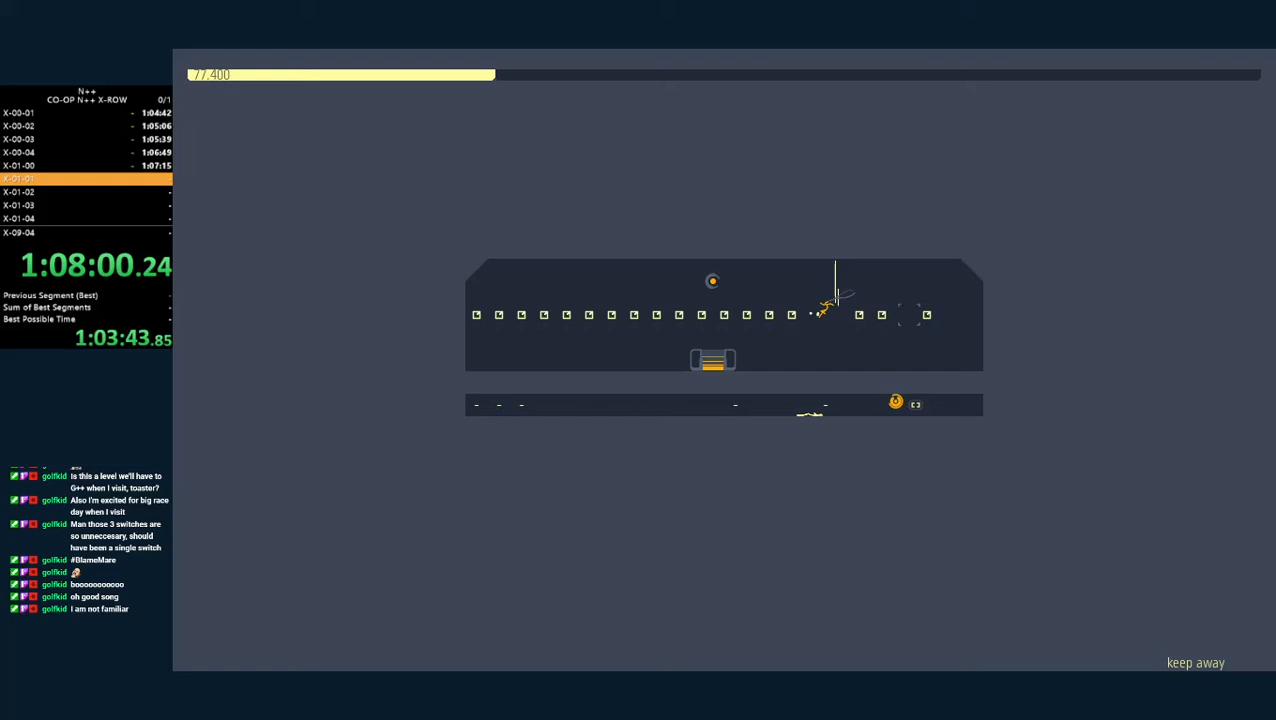 N++
CO-OP N++ X-ROW 0/1
X-00-01 - 1:04:42
X-00-02 - 1:05:06
X-00-03 - 1:05:39
X-00-04 - 1:06:49
X-01-00 - 1:07:15
X-01-01 -
X-01-02 -
X-01-03 -
X-01-04 -
X-09-04 -
1:08:00.24
Previous Segment (Best) -
Sum of Best Segments -
Best Possible Time -
1:03:43.85
golfkid Is this a level we'll have to
G++ when I visit, toaster?
golfkid Also I'm excited for big race
day when I visit
golfkid Man those 3 switches are
so unneccesary, should
have been a single switch
golfkid #BlameMare
golfkid
golfkid booooooooooo
golfkid oh good song
golfkid I am not familiar
77.400
keep away